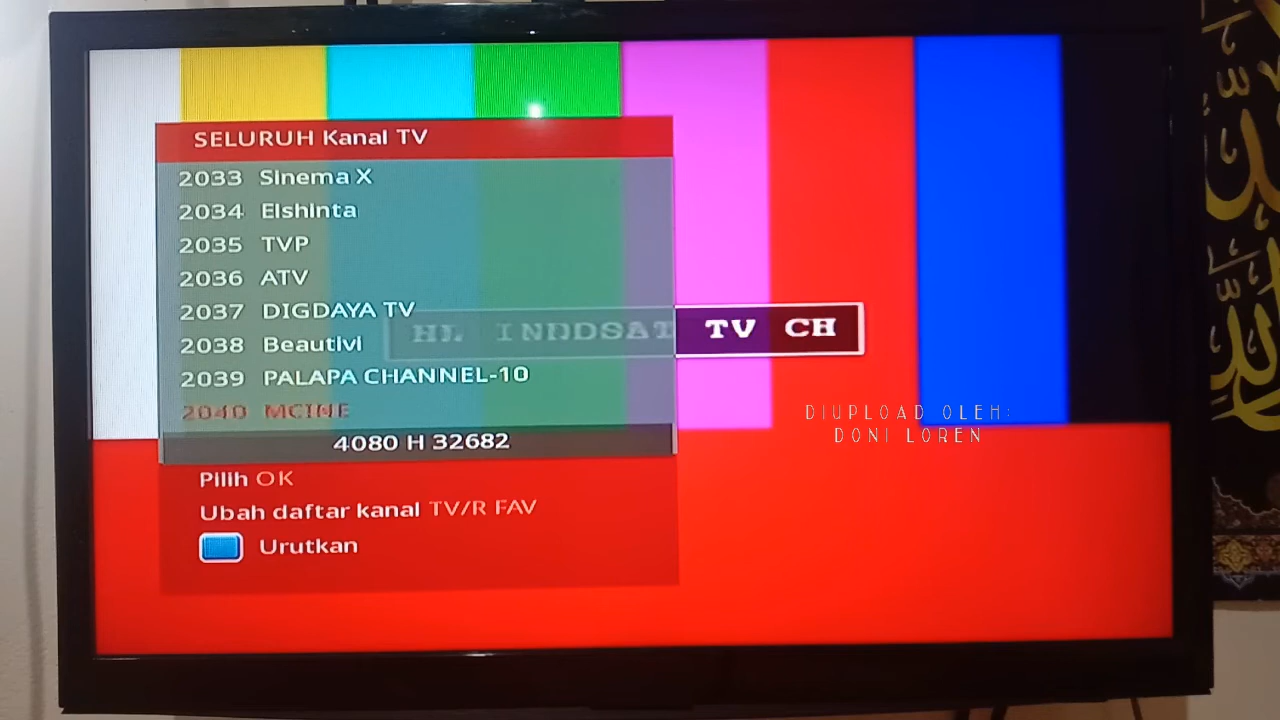 SELURUH Kanal TV
2033 Sinema X
2034 Elshinta
2035 TVP
2036 ATV
2037 DIGDAYA TV
2038 Beautivi
2039 PALAPA CHANNEL-10
2040 MCINE
4080 H 32682
Pilih OK
Ubah daftar kanal TV/R FAV
Urutkan
TV CH
DIUPLOAD OLEH:
DONI LOREN